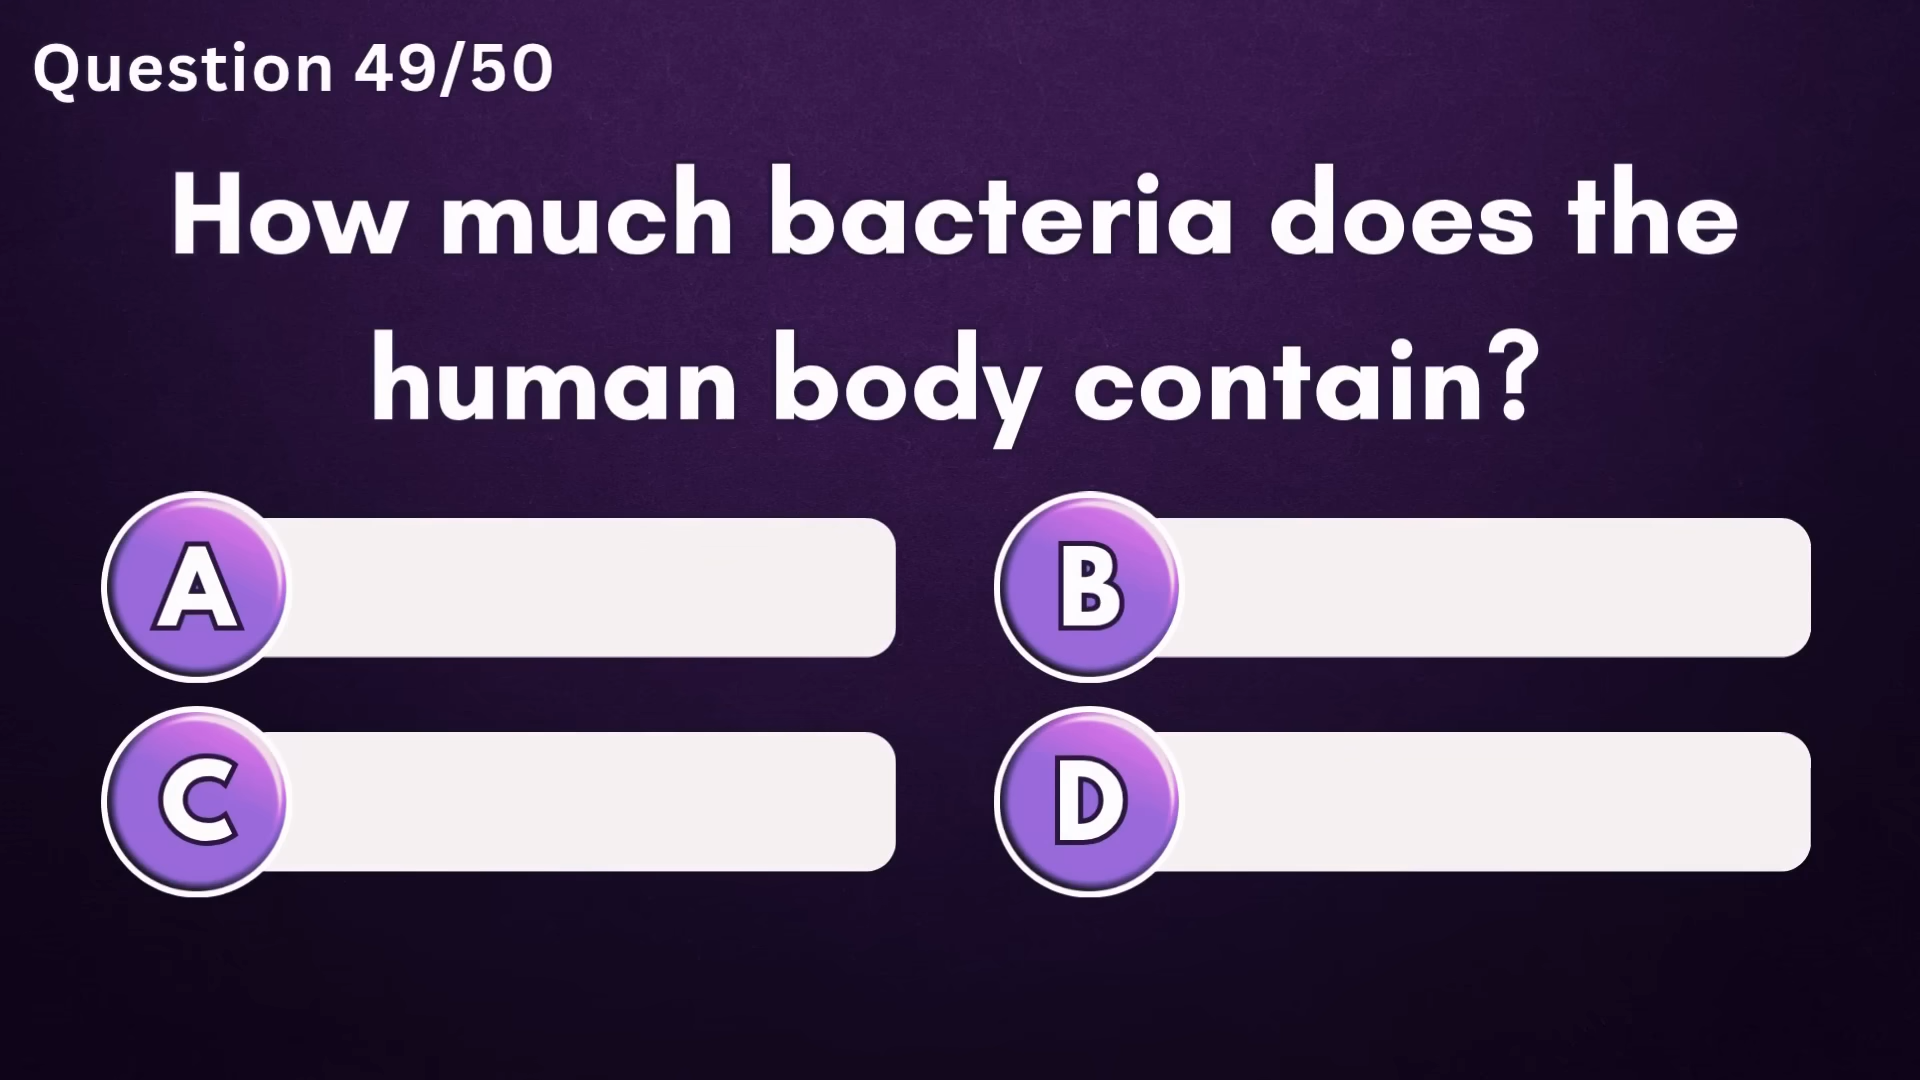 Question 49/50
How much bacteria does the
human body contain?
A
B
C
D